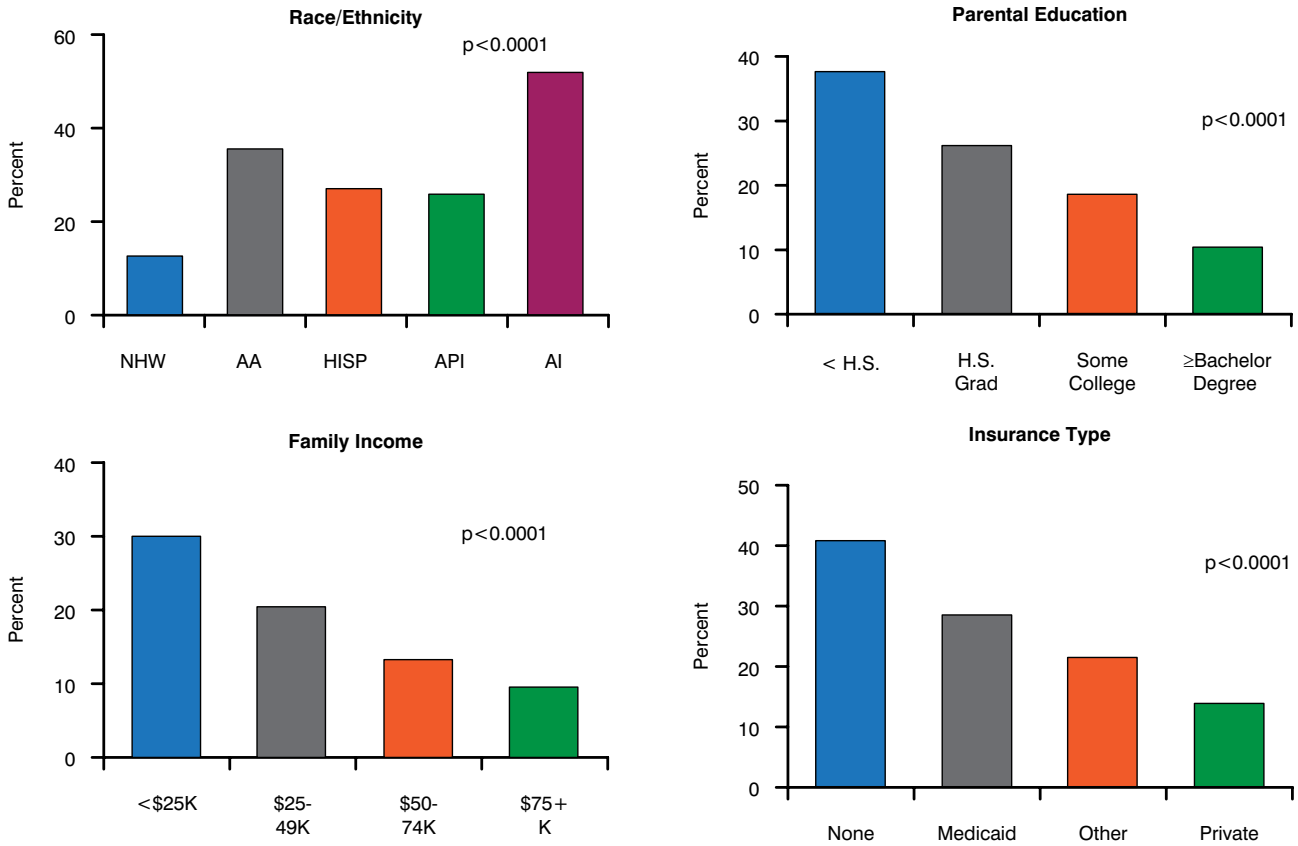 Race/Ethnicity
p<0.0001
Percent
60
40
20
0
NHW AA HISP API AI
Parental Education
p<0.0001
Percent
40
30
20
10
0
< H.S. H.S. Some ≥Bachelor
Grad College Degree
Family Income
p<0.0001
Percent
40
30
20
10
0
<$25K $25- $50- $75+
49K 74K K
Insurance Type
p<0.0001
Percent
50
40
30
20
10
0
None Medicaid Other Private